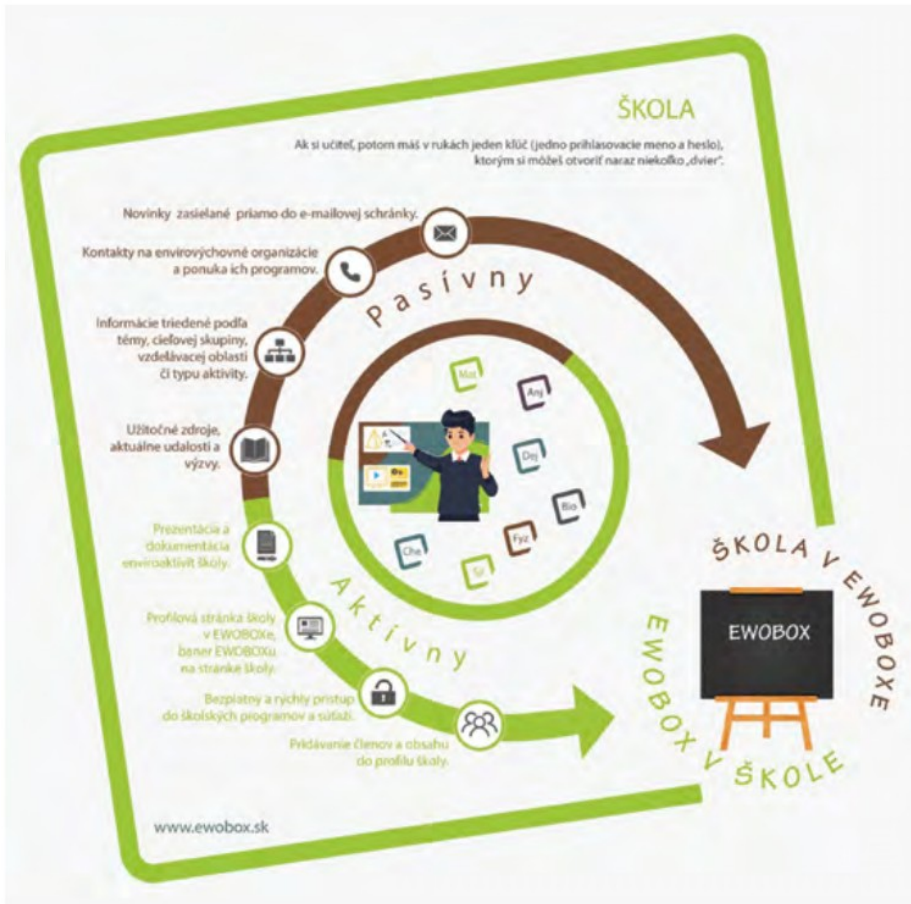 ŠKOLA
Ak si učiteľ, potom máš v rukách jeden kľúč (jedno prihlasovacie meno a heslo),
ktorým si môžeš otvoriť naraz niekoľko „dvier".
Novinky zasielané priamo do e-mailovej schránky.
Kontakty na envirovýchovné organizácie
a ponuka ich programov.
Informácie triedené podľa
témy, cieľovej skupiny,
vzdelávacej oblasti
či typu aktivity.
Užitočné zdroje,
aktuálne udalosti a
výzvy.
Prezentácia a
dokumentácia
enviroaktivít školy.
Profilová stránka školy
v EWOBOXe,
baner EWOBOXu
na stránke školy.
Bezplatný a rýchly prístup
do školských programov a súťaží.
Pridávanie členov a obsahu
do profilu školy.
Pasívny
Aktívny
Mat
Anj
Dej
Bio
Fyz
Che
ŠKOLA V EWOBOXE
EWOBOX
EWOBOX V ŠKOLE
www.ewobox.sk